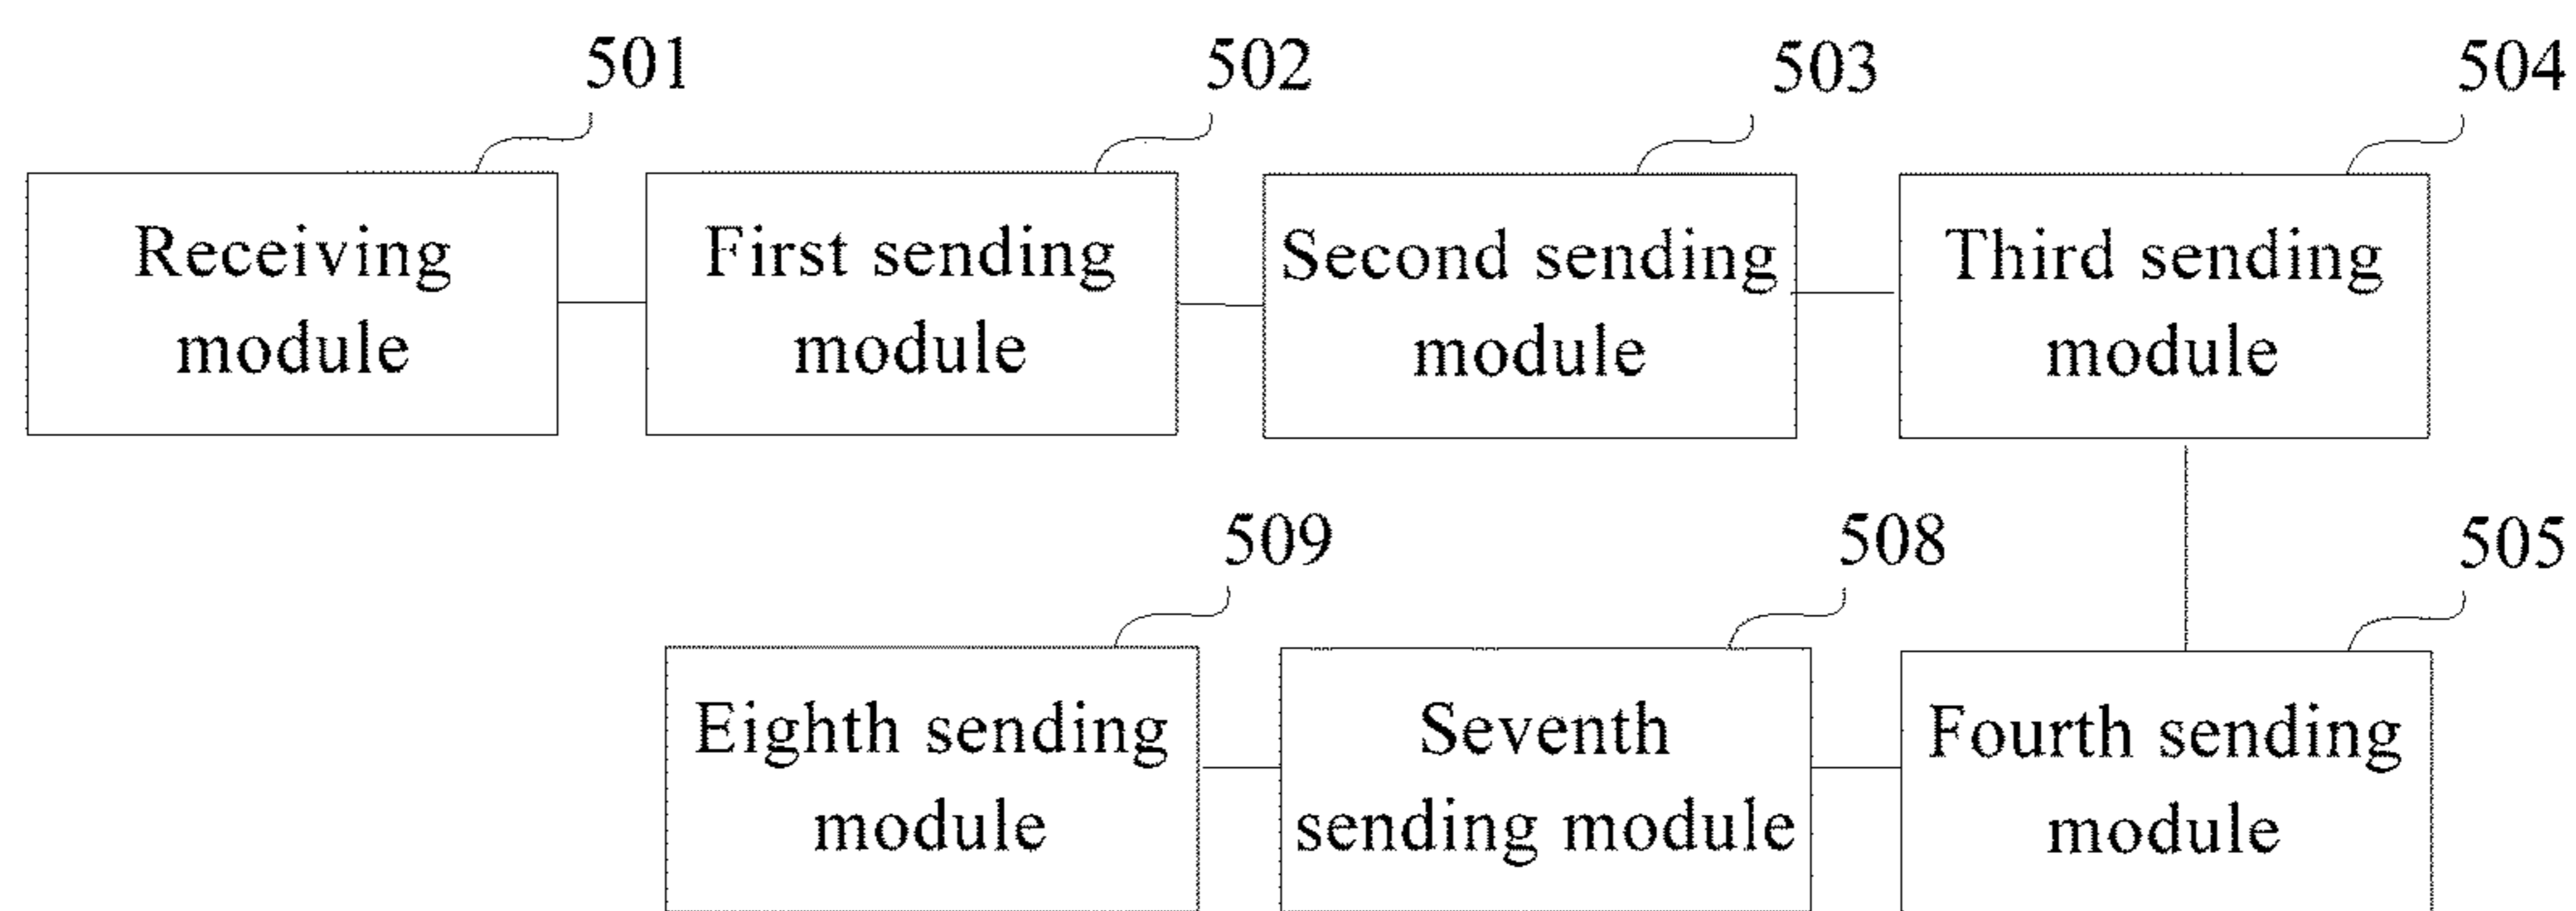 501
502
503
504
Receiving
module
First sending
module
Second sending
module
Third sending
module
509
508
505
Eighth sending
module
Seventh
sending module
Fourth sending
module